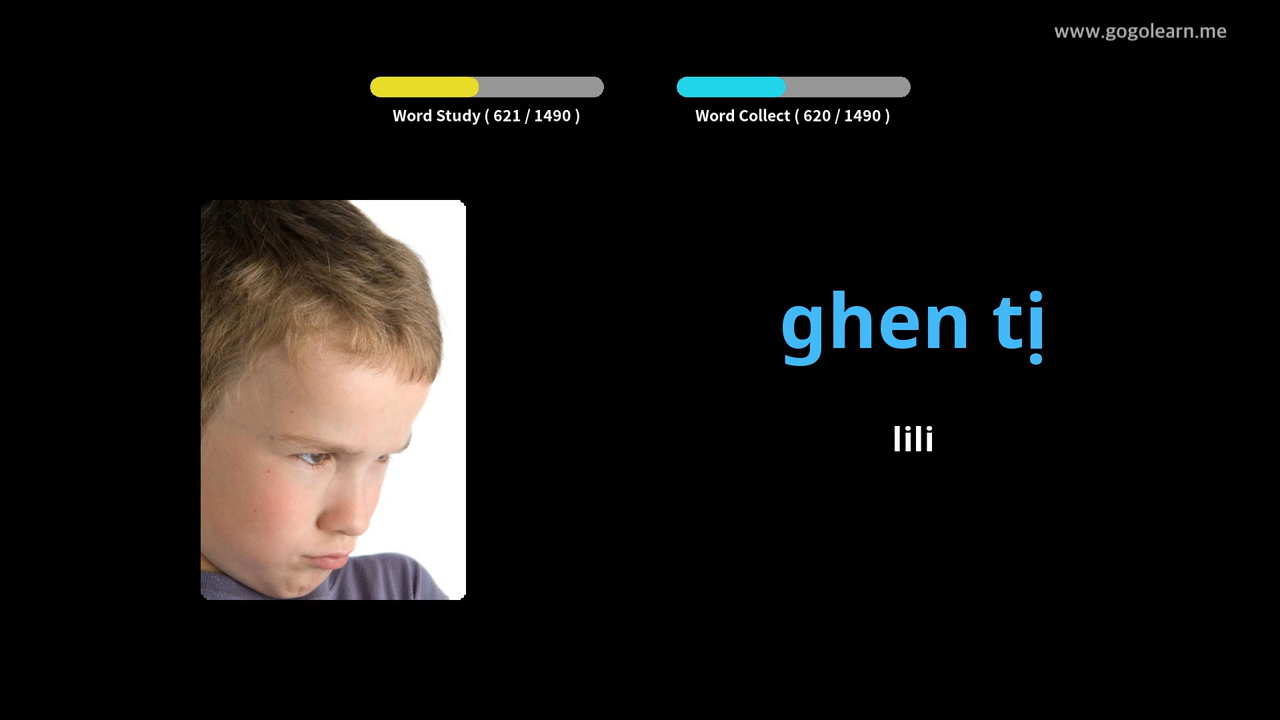 www.gogolearn.me
Word Study ( 621 / 1490 )
Word Collect ( 620 / 1490 )
ghen tị
lili